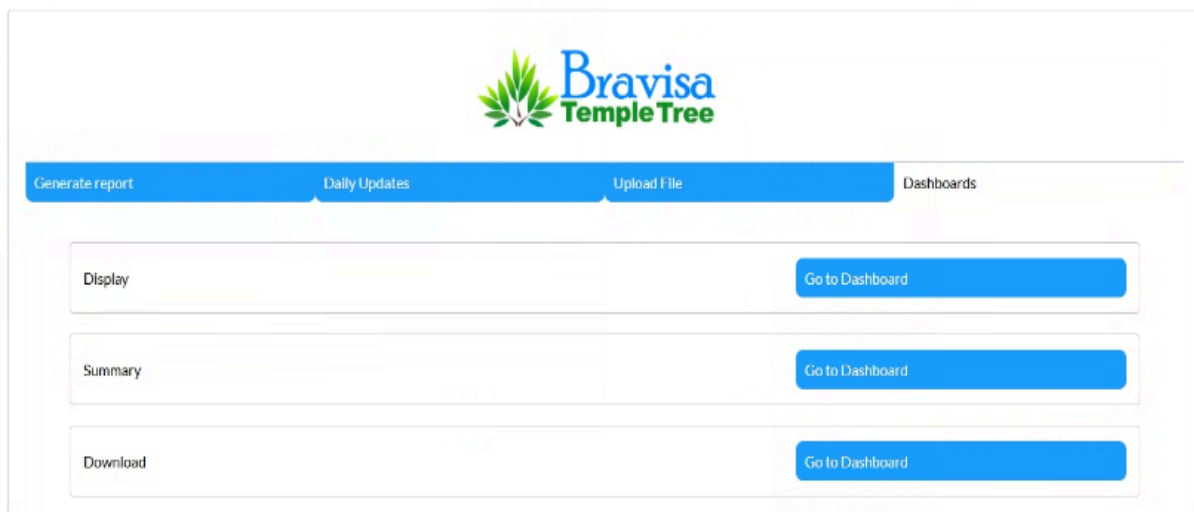 Bravisa
Temple Tree
Generate report Daily Updates Upload File Dashboards
Display Go to Dashboard
Summary Go to Dashboard
Download Go to Dashboard